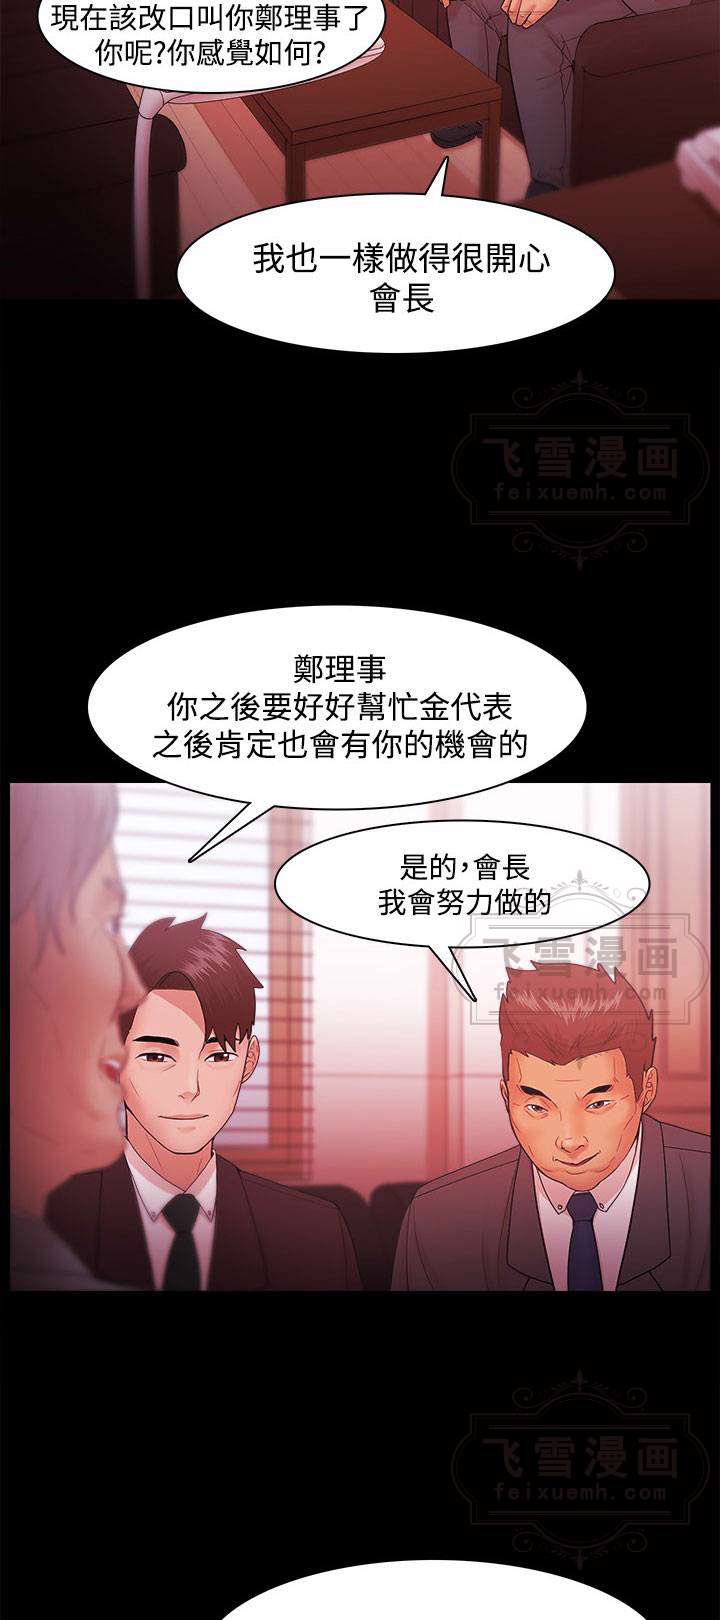 現在該改口叫你鄭理事了
你呢?你感覺如何?
我也一樣做得很開心
會長
飞雪漫画
feixuemh.com
鄭理事
你之後要好好幫忙金代表
之後肯定也會有你的機會的
是的，會長
我會努力做的
飞雪漫画
feixuemh.com
飞雪漫画
feixuemh.com